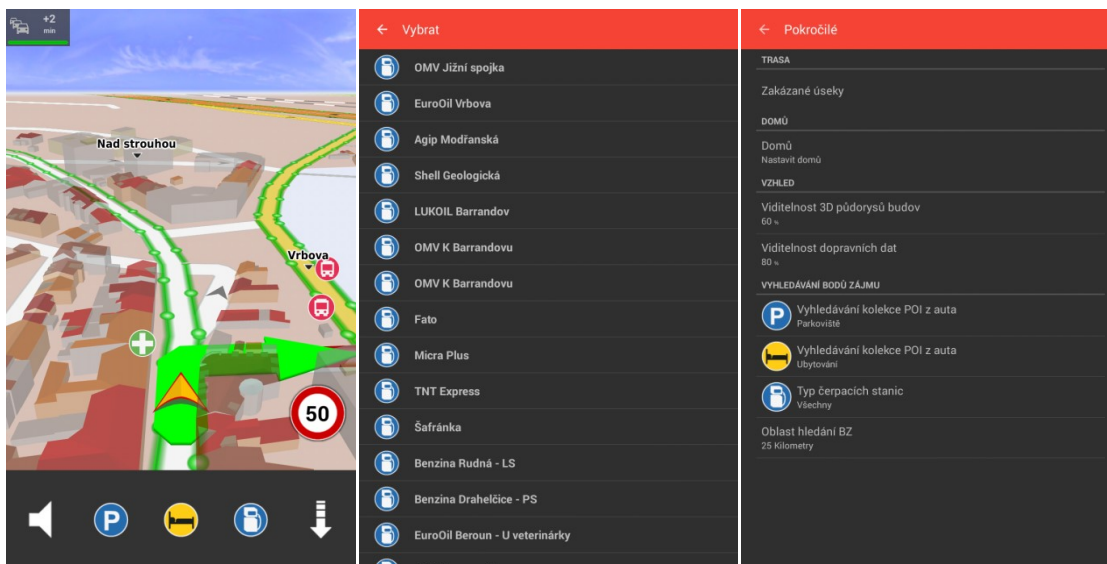 +2
min
Nad strouhou
Vrbova
50
P
Vybrat
OMV Jižní spojka
EuroOil Vrbova
Agip Modřanská
Shell Geologická
LUKOIL Barrandov
OMV K Barrandovu
OMV K Barrandovu
Fato
Micra Plus
TNT Express
Šafránka
Benzina Rudná - LS
Benzina Drahelčice - PS
EuroOil Beroun - U veterinárky
Pokročilé
TRASA
Zakázané úseky
DOMŮ
Domů
Nastavit domů
VZHLED
Viditelnost 3D půdorysů budov
60 %
Viditelnost dopravních dat
80 %
VYHLEDÁVÁNÍ BODŮ ZÁJMU
P
Vyhledávání kolekce POI z auta
Parkoviště
Vyhledávání kolekce POI z auta
Ubytování
Typ čerpacích stanic
Všechny
Oblast hledání BZ
25 Kilometry